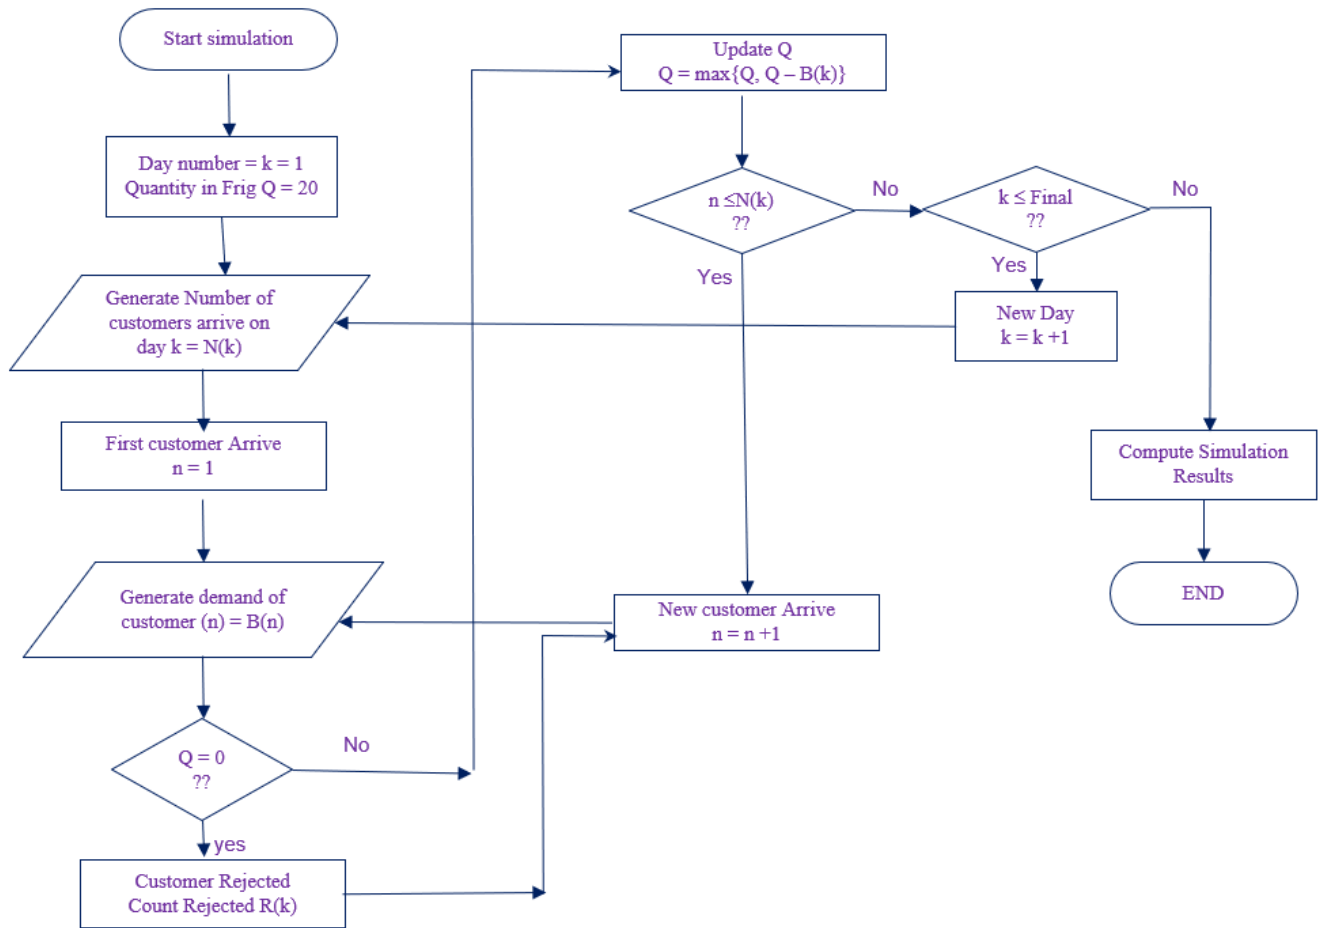 Start simulation
Day number = k = 1
Quantity in Frig Q = 20
Generate Number of
customers arrive on
day k = N(k)
First customer Arrive
n = 1
Generate demand of
customer (n) = B(n)
Q = 0
??
No
yes
Customer Rejected
Count Rejected R(k)
Update Q
Q = max{Q, Q – B(k)}
n ≤N(k)
??
No
Yes
k ≤ Final
??
No
Yes
New Day
k = k +1
New customer Arrive
n = n +1
Compute Simulation
Results
END